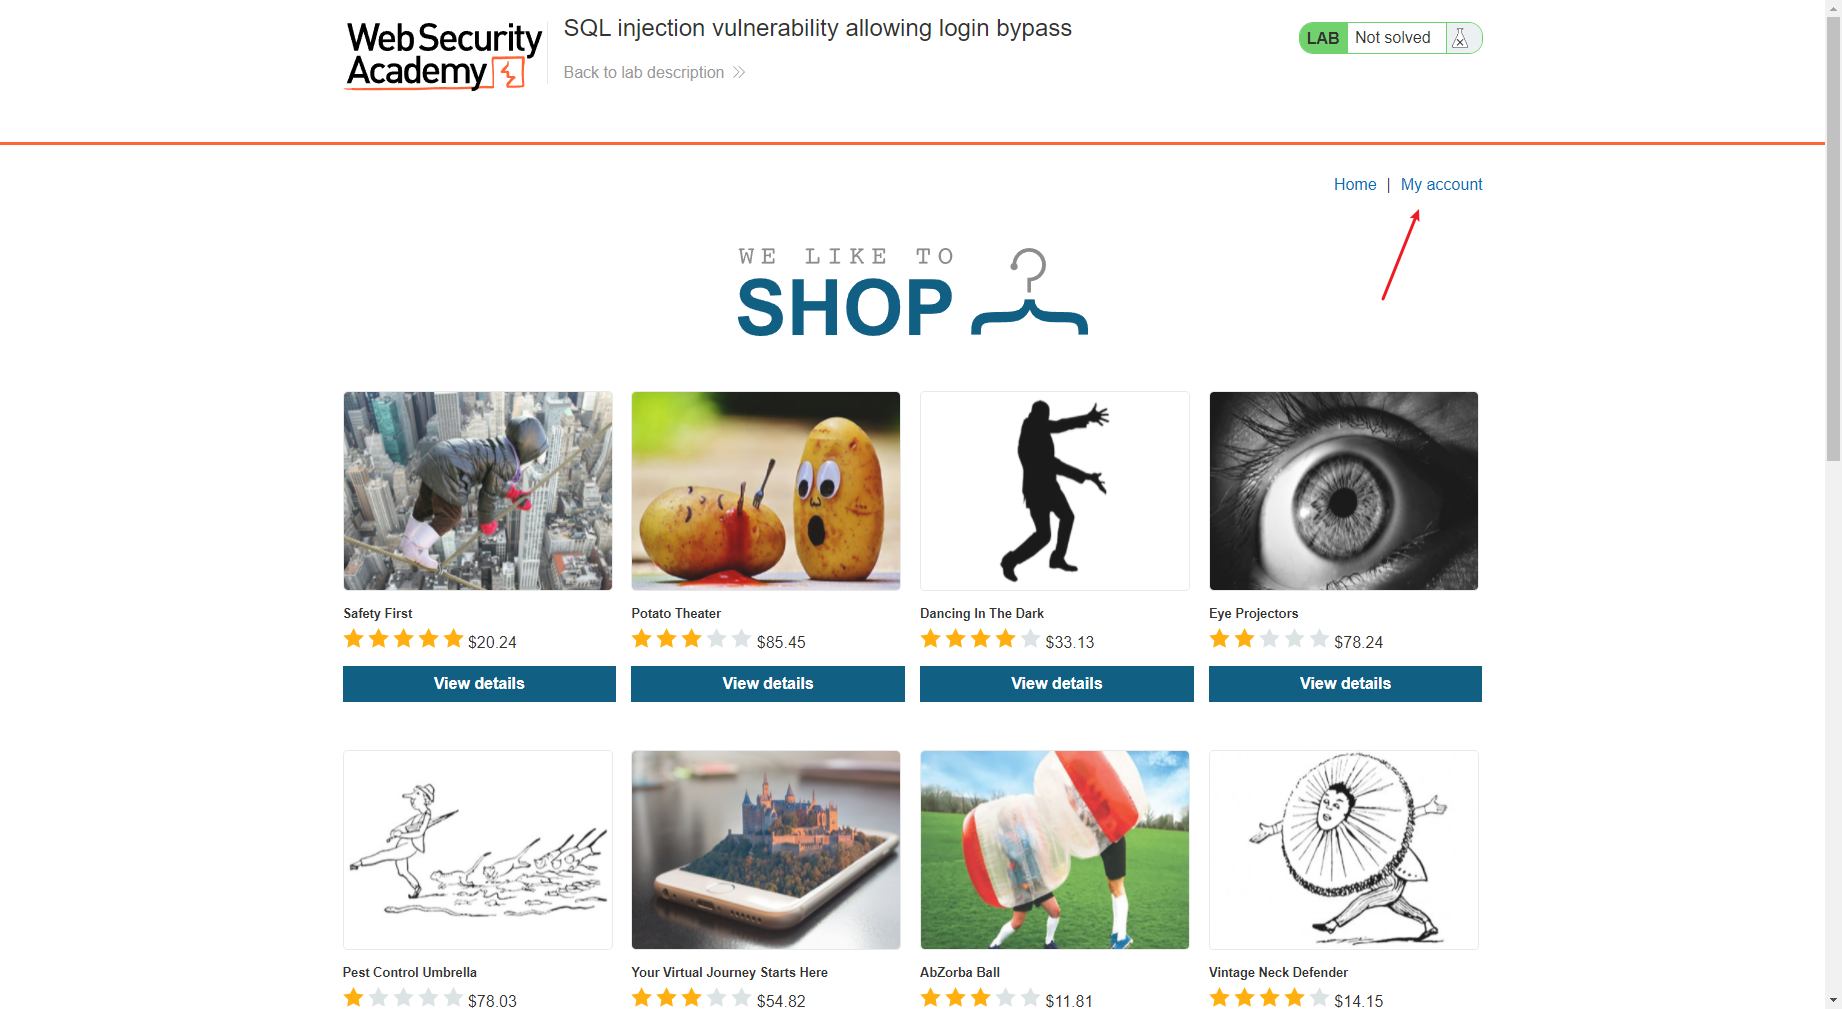 Web Security
Academy
SQL injection vulnerability allowing login bypass
Back to lab description
LAB Not solved
Home | My account
WE LIKE TO
SHOP
Safety First
$20.24
View details
Potato Theater
$85.45
View details
Dancing In The Dark
$33.13
View details
Eye Projectors
$78.24
View details
Pest Control Umbrella
$78.03
Your Virtual Journey Starts Here
$54.82
AbZorba Ball
$11.81
Vintage Neck Defender
$14.15